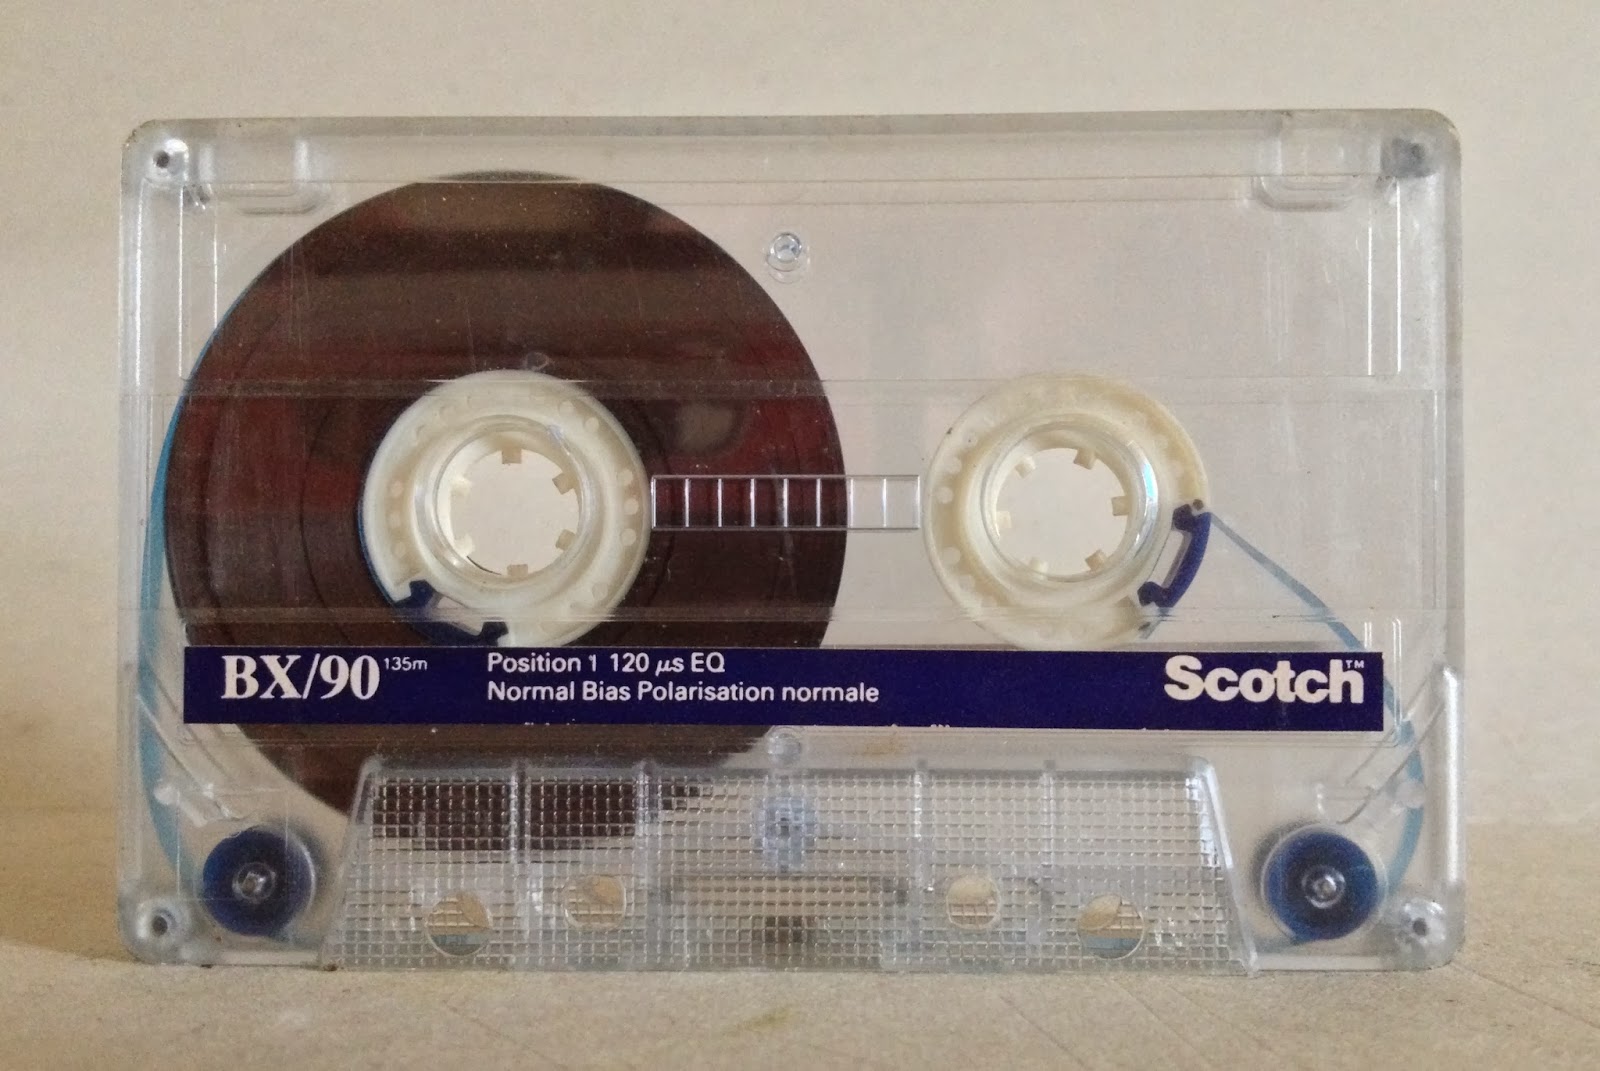 BX/90 135m
Position 1 120 µs EQ
Normal Bias Polarisation normale
Scotch™